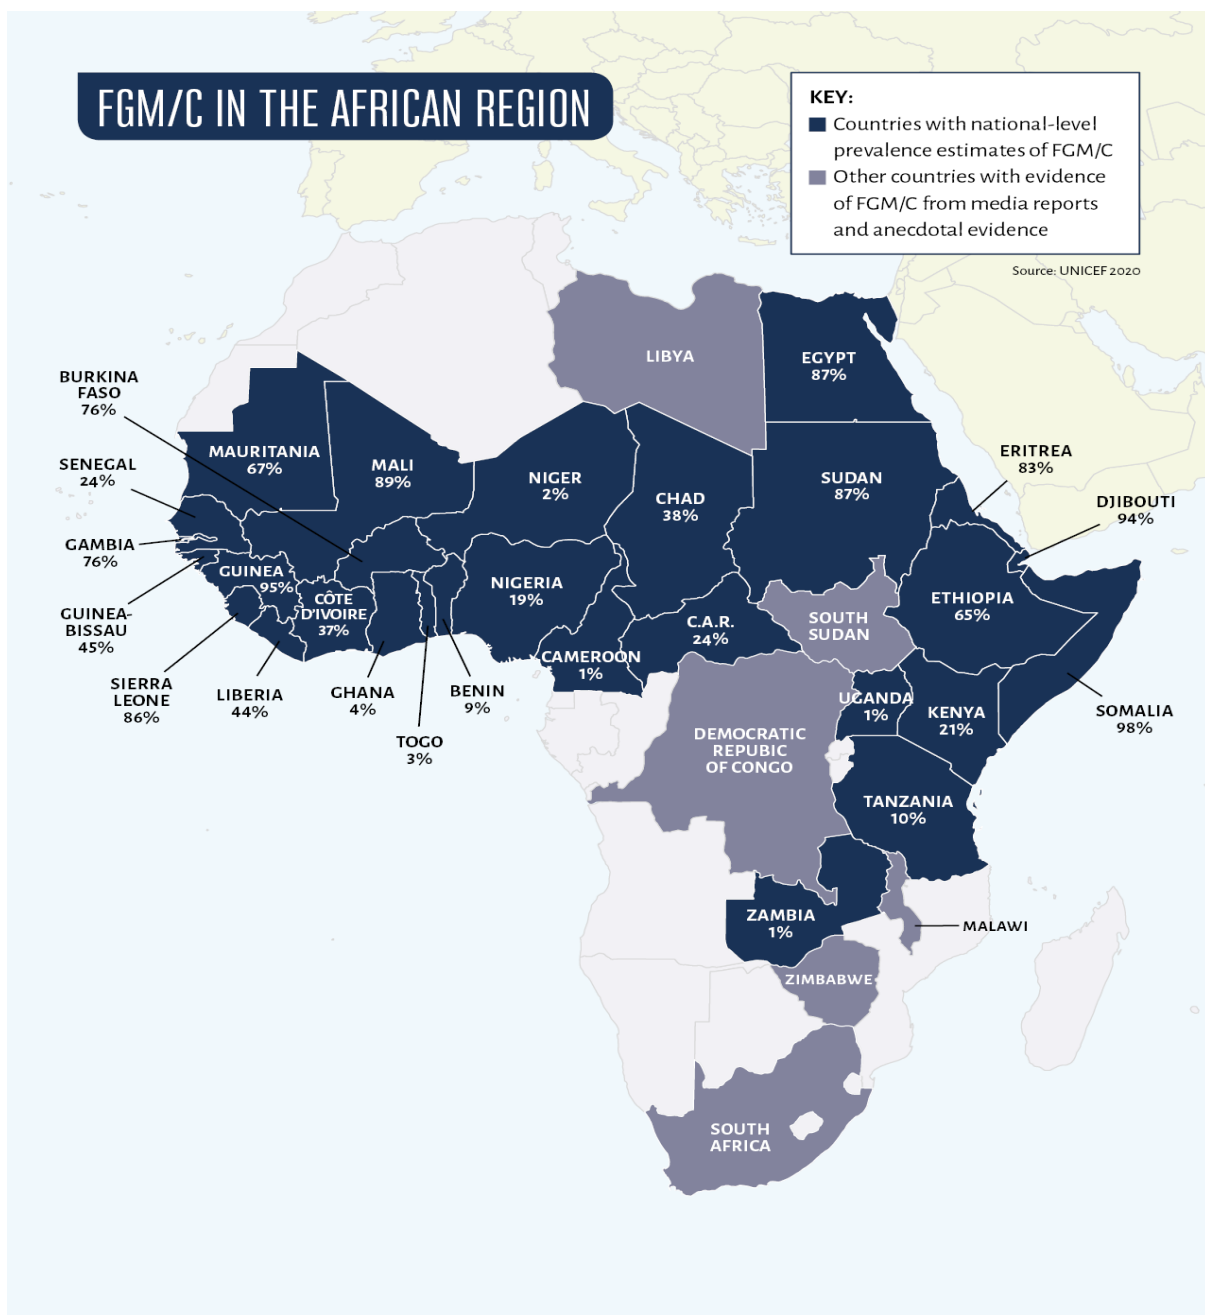 FGM/C IN THE AFRICAN REGION
KEY:
Countries with national-level
prevalence estimates of FGM/C
Other countries with evidence
of FGM/C from media reports
and anecdotal evidence
Source: UNICEF 2020
LIBYA
EGYPT
87%
BURKINA
FASO
76%
MAURITANIA
67%
MALI
89%
NIGER
2%
CHAD
38%
SUDAN
87%
ERITREA
83%
SENEGAL
24%
DJIBOUTI
94%
GAMBIA
76%
GUINEA
95%
CÔTE
D'IVOIRE
37%
NIGERIA
19%
ETHIOPIA
65%
GUINEA-
BISSAU
45%
C.A.R.
24%
SOUTH
SUDAN
CAMEROON
1%
SIERRA
LEONE
86%
LIBERIA
44%
GHANA
4%
BENIN
9%
TOGO
3%
UGANDA
1%
KENYA
21%
SOMALIA
98%
DEMOCRATIC
REPUBIC
OF CONGO
TANZANIA
10%
ZAMBIA
1%
MALAWI
ZIMBABWE
SOUTH
AFRICA